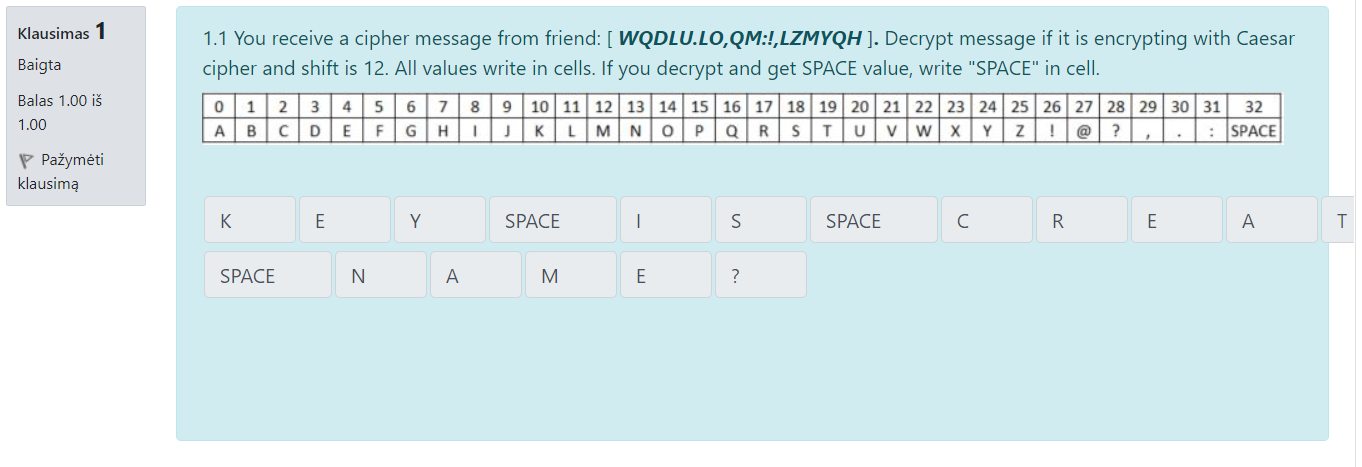 Klausimas 1
Baigta
Balas 1.00 iš
1.00
Pažymėti
klausimą
1.1 You receive a cipher message from friend: [ WQDLU.LO,QM:!,LZMYQH ]. Decrypt message if it is encrypting with Caesar
cipher and shift is 12. All values write in cells. If you decrypt and get SPACE value, write "SPACE" in cell.
0 1 2 3 4 5 6 7 8 9 10 11 12 13 14 15 16 17 18 19 20 21 22 23 24 25 26 27 28 29 30 31 32
A B C D E F G H I J K L M N O P Q R S T U V W X Y Z ! @ ? , . : SPACE
K E Y SPACE I S SPACE C R E A T
SPACE N A M E ?